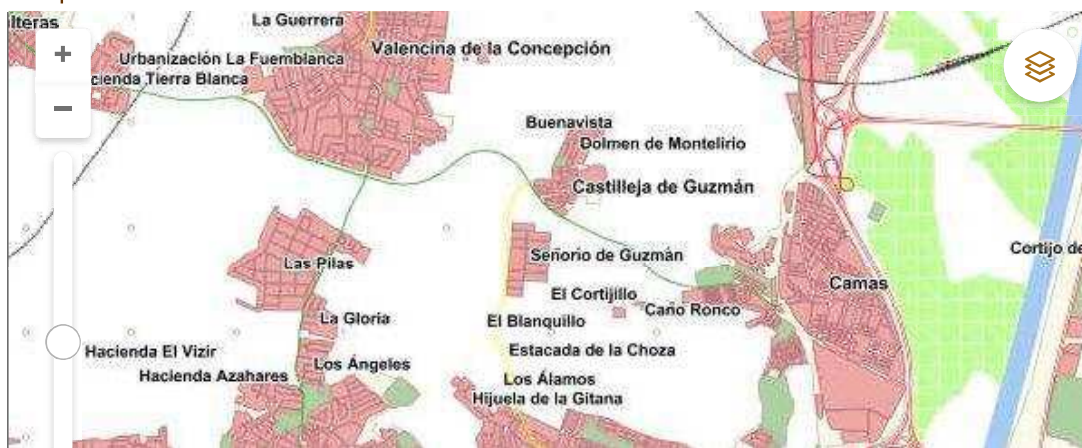 lteras
La Guerrera
Valencina de la Concepción
Urbanización La Fuemblanca
cienda Tierra Blanca
Buenavista
Dolmen de Montelirio
Castilleja de Guzmán
Señorio de Guzmán
Cortijo de
Las Pilas
Camas
El Cortijillo
Caño Ronco
La Gloria
El Blanquillo
Hacienda El Vizir
Estacada de la Choza
Los Ángeles
Hacienda Azahares
Los Álamos
Hijuela de la Gitana